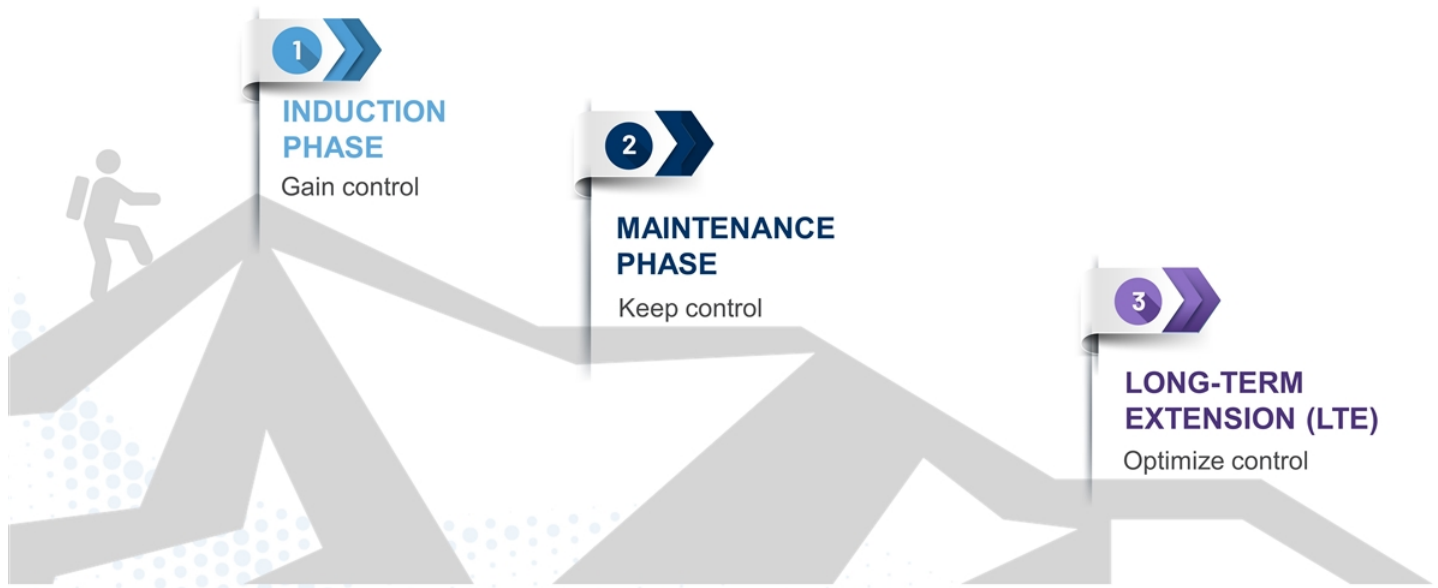 1
INDUCTION
PHASE
Gain control
2
MAINTENANCE
PHASE
Keep control
3
LONG-TERM
EXTENSION (LTE)
Optimize control